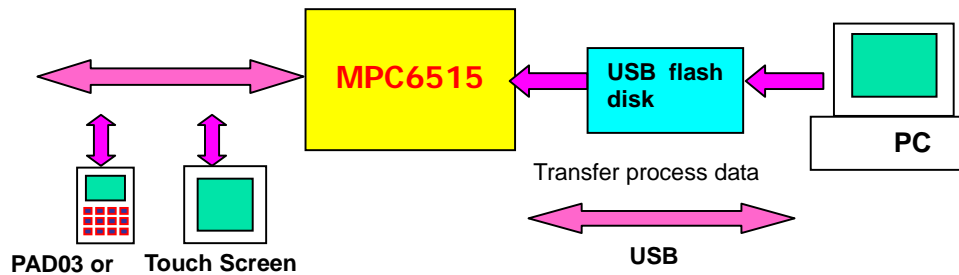 MPC6515
USB flash
disk
PC
Transfer process data
USB
PAD03 or
Touch Screen